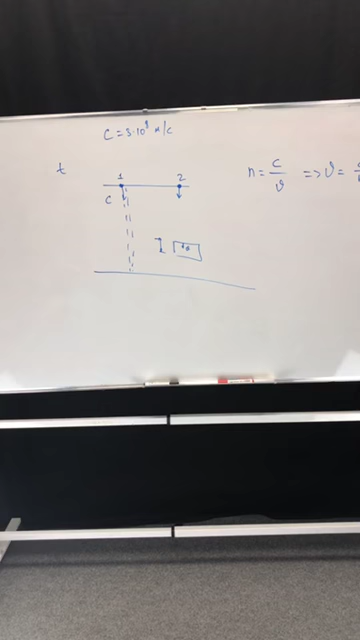 C = 3·10⁸ м/с
t
1 2
n = c/υ => υ =
C